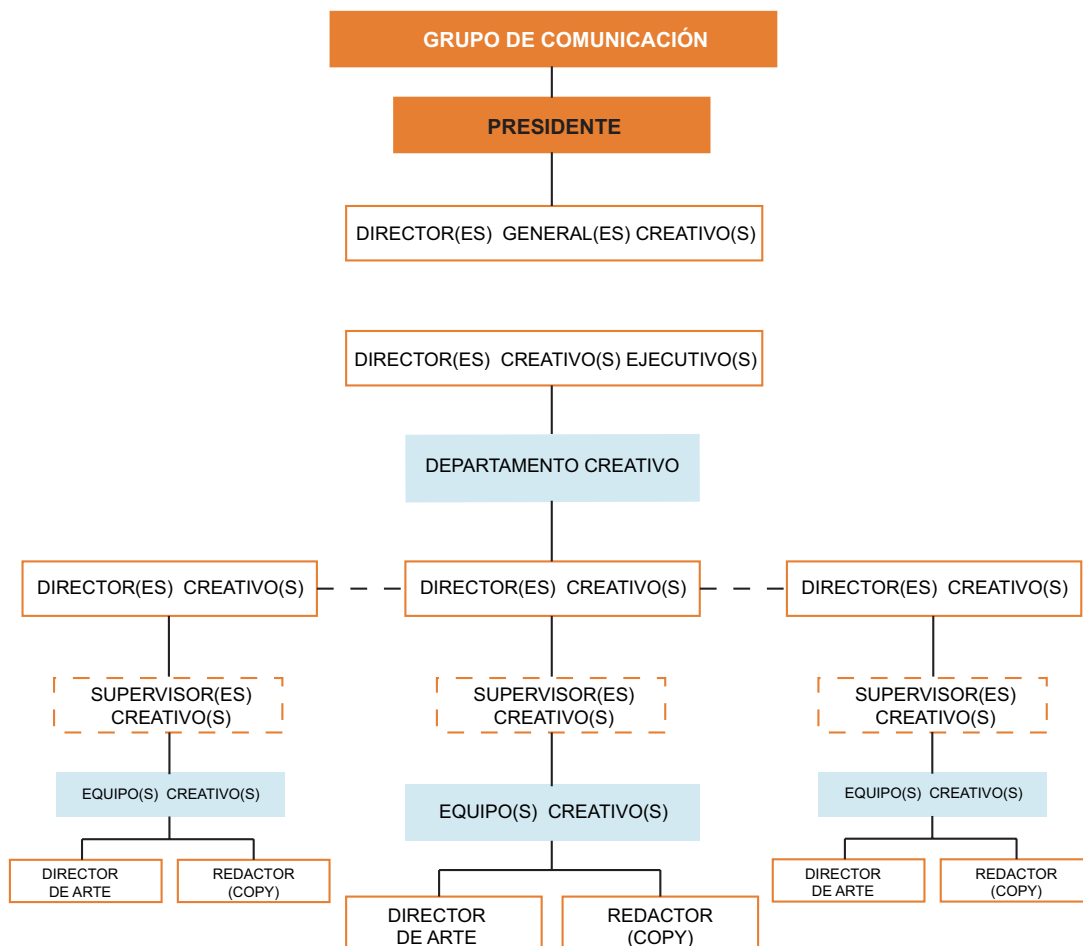 GRUPO DE COMUNICACIÓN
PRESIDENTE
DIRECTOR(ES) GENERAL(ES) CREATIVO(S)
DIRECTOR(ES) CREATIVO(S) EJECUTIVO(S)
DEPARTAMENTO CREATIVO
DIRECTOR(ES) CREATIVO(S)
DIRECTOR(ES) CREATIVO(S)
DIRECTOR(ES) CREATIVO(S)
SUPERVISOR(ES)
CREATIVO(S)
SUPERVISOR(ES)
CREATIVO(S)
SUPERVISOR(ES)
CREATIVO(S)
EQUIPO(S) CREATIVO(S)
EQUIPO(S) CREATIVO(S)
EQUIPO(S) CREATIVO(S)
DIRECTOR
DE ARTE
REDACTOR
(COPY)
DIRECTOR
DE ARTE
REDACTOR
(COPY)
DIRECTOR
DE ARTE
REDACTOR
(COPY)